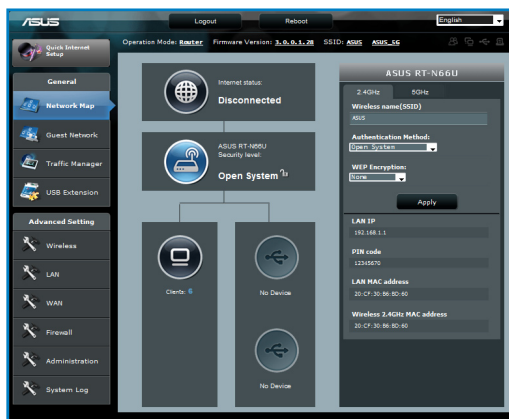 ASUS
Logout
Reboot
English
Quick Internet
Setup
Operation Mode: Router Firmware Version: 3.0.0.1.28 SSID: ASUS ASUS_5G
General
Network Map
Guest Network
Traffic Manager
USB Extension
Advanced Setting
Wireless
LAN
WAN
Firewall
Administration
System Log
Internet status:
Disconnected
ASUS RT-N66U
Security level:
Open System
Clients: 6
No Device
No Device
ASUS RT-N66U
2.4GHz 5GHz
Wireless name(SSID)
ASUS
Authentication Method:
Open System
WEP Encryption:
None
Apply
LAN IP
192.168.1.1
PIN code
12345670
LAN MAC address
20:CF:30:B6:BD:60
Wireless 2.4GHz MAC address
20:CF:30:B6:BD:60